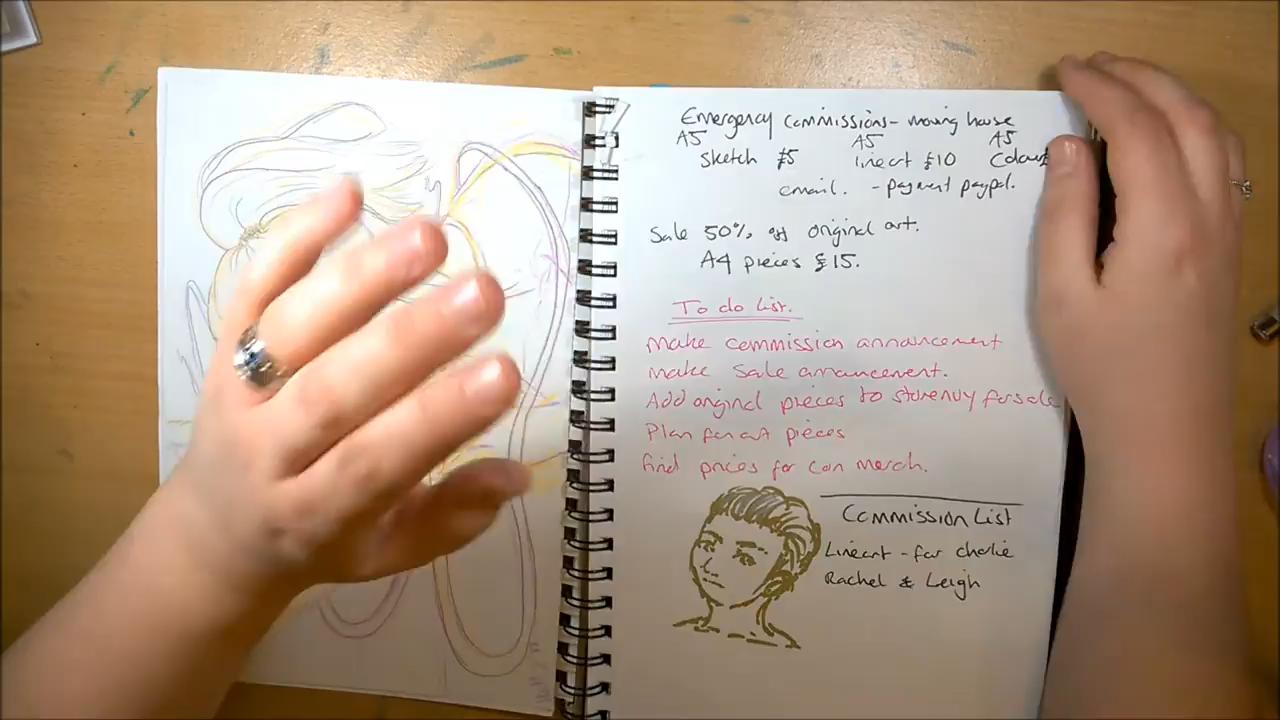 Emergency commissions - moving house
A5 A5 A5
Sketch £5 lineart £10 Colour
email. - payment paypal.
Sale 50% off original art.
A4 pieces £15.
To do List.
Make commission announcement
Make Sale annancement.
Add original pieces to storenvy for sale
Plan for art pieces
find prices for con merch.
Commission List
Lineart - for charlie
Rachel & Leigh